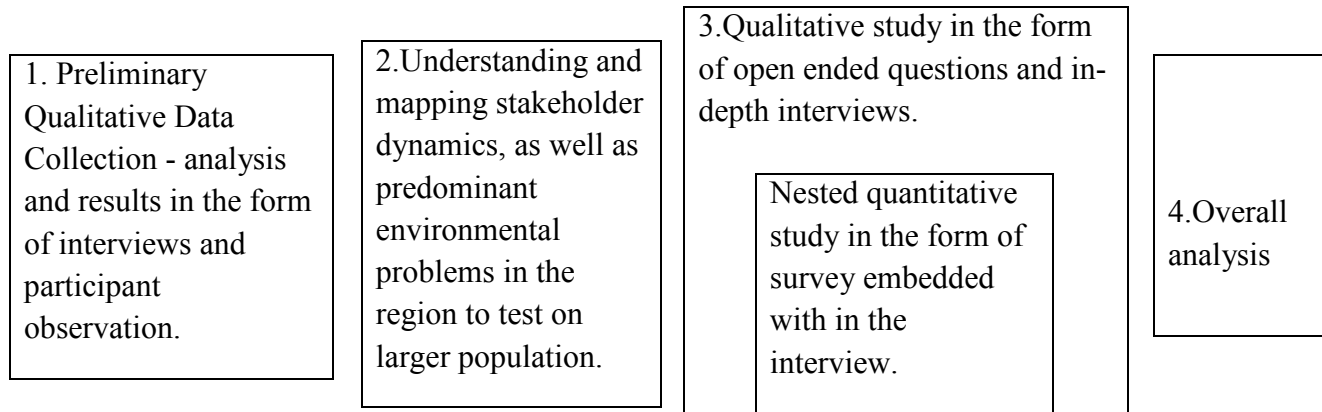 1. Preliminary
Qualitative Data
Collection - analysis
and results in the form
of interviews and
participant
observation.
2.Understanding and
mapping stakeholder
dynamics, as well as
predominant
environmental
problems in the
region to test on
larger population.
3.Qualitative study in the form
of open ended questions and in-
depth interviews.
Nested quantitative
study in the form of
survey embedded
with in the
interview.
4.Overall
analysis